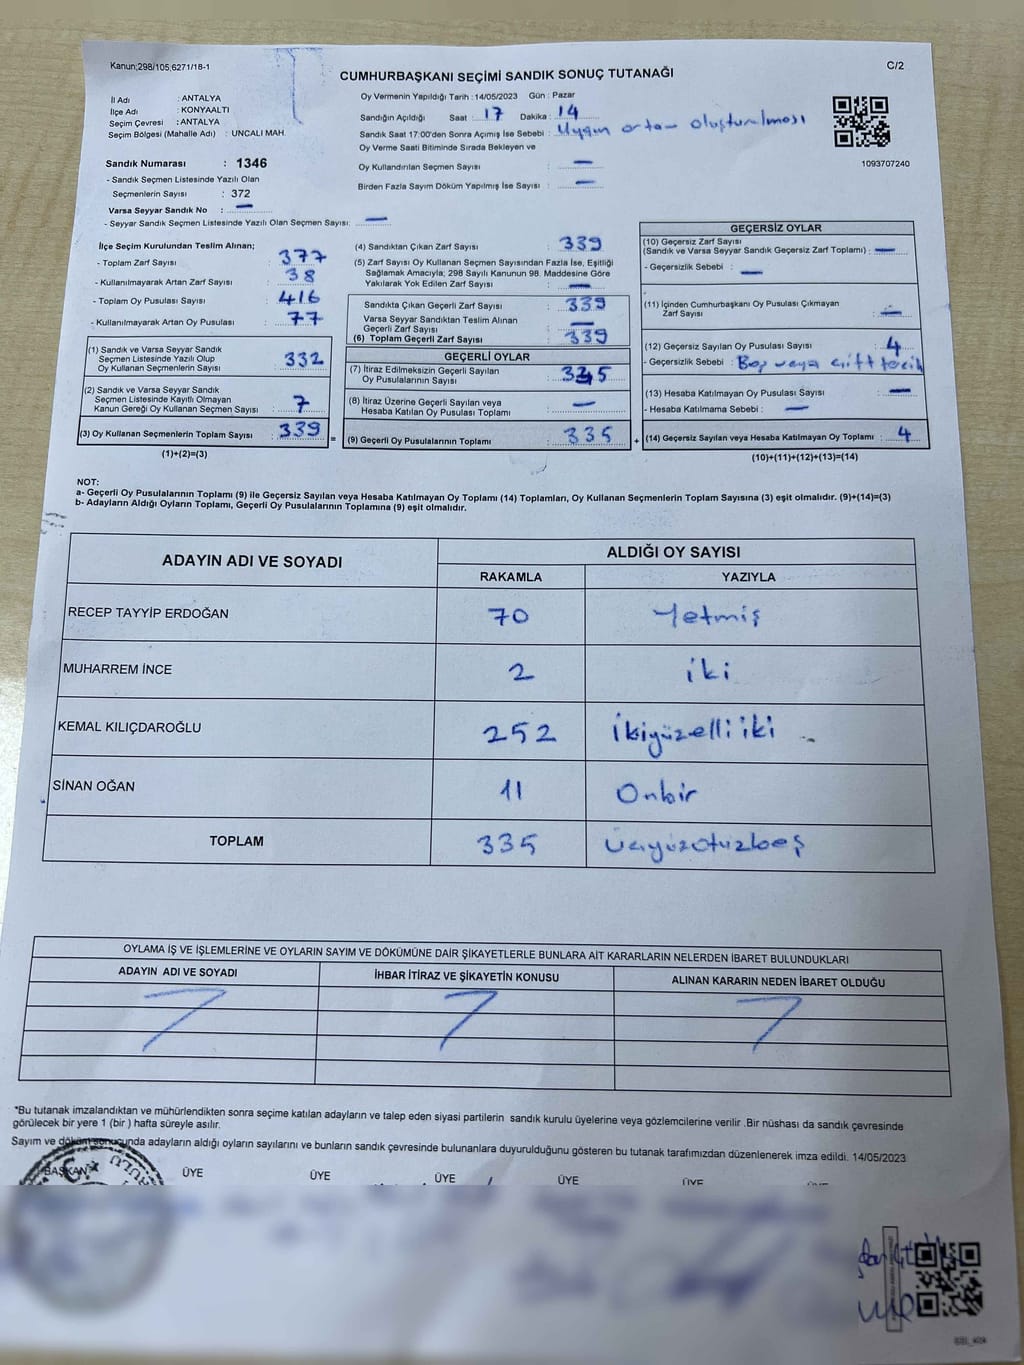 Kanun;298/105,6271/18-1
C/2
CUMHURBAŞKANI SEÇİMİ SANDIK SONUÇ TUTANAĞI
İl Adı : ANTALYA
İlçe Adı : KONYAALTI
Seçim Çevresi : ANTALYA
Seçim Bölgesi (Mahalle Adı) : UNCALI MAH.
Oy Vermenin Yapıldığı Tarih : 14/05/2023 Gün : Pazar
Sandığın Açıldığı Saat : 17 Dakika : 14
Sandık Saat 17:00'den Sonra Açımış İse Sebebi : Uygun ortam oluşturulması
Oy Verme Saati Bitiminde Sırada Bekleyen ve
Oy Kullandırılan Seçmen Sayısı : —
Birden Fazla Sayım Döküm Yapılmış İse Sayısı : —
1093707240
Sandık Numarası : 1346
- Sandık Seçmen Listesinde Yazılı Olan
Seçmenlerin Sayısı : 372
Varsa Seyyar Sandık No : —
- Seyyar Sandık Seçmen Listesinde Yazılı Olan Seçmen Sayısı: —
İlçe Seçim Kurulundan Teslim Alınan;
- Toplam Zarf Sayısı : 377
- Kullanılmayarak Artan Zarf Sayısı : 38
- Toplam Oy Pusulası Sayısı : 416
- Kullanılmayarak Artan Oy Pusulası : 77
(1) Sandık ve Varsa Seyyar Sandık
Seçmen Listesinde Yazılı Olup
Oy Kullanan Seçmenlerin Sayısı : 332
(2) Sandık ve Varsa Seyyar Sandık
Seçmen Listesinde Kayıtlı Olmayan
Kanun Gereği Oy Kullanan Seçmen Sayısı : 7
(3) Oy Kullanan Seçmenlerin Toplam Sayısı : 339
(1)+(2)=(3)
=
(4) Sandıktan Çıkan Zarf Sayısı : 339
(5) Zarf Sayısı Oy Kullanan Seçmen Sayısından Fazla İse, Eşitliği
Sağlamak Amacıyla; 298 Sayılı Kanunun 98. Maddesine Göre
Yakılarak Yok Edilen Zarf Sayısı : —
Sandıkta Çıkan Geçerli Zarf Sayısı : 339
Varsa Seyyar Sandıktan Teslim Alınan
Geçerli Zarf Sayısı : —
(6) Toplam Geçerli Zarf Sayısı : 339
GEÇERLİ OYLAR
(7) İtiraz Edilmeksizin Geçerli Sayılan
Oy Pusulalarının Sayısı : 335
(8) İtiraz Üzerine Geçerli Sayılan veya
Hesaba Katılan Oy Pusulası Toplamı : —
(9) Geçerli Oy Pusulalarının Toplamı : 335
+
GEÇERSİZ OYLAR
(10) Geçersiz Zarf Sayısı
(Sandık ve Varsa Seyyar Sandık Geçersiz Zarf Toplamı) : —
- Geçersizlik Sebebi : —
(11) İçinden Cumhurbaşkanı Oy Pusulası Çıkmayan
Zarf Sayısı : —
(12) Geçersiz Sayılan Oy Pusulası Sayısı : 4
- Geçersizlik Sebebi : Boş veya çift tercih
(13) Hesaba Katılmayan Oy Pusulası Sayısı : —
- Hesaba Katılmama Sebebi : —
(14) Geçersiz Sayılan veya Hesaba Katılmayan Oy Toplamı : 4
(10)+(11)+(12)+(13)=(14)
NOT:
a- Geçerli Oy Pusulalarının Toplamı (9) ile Geçersiz Sayılan veya Hesaba Katılmayan Oy Toplamı (14) Toplamları, Oy Kullanan Seçmenlerin Toplam Sayısına (3) eşit olmalıdır. (9)+(14)=(3)
b- Adayların Aldığı Oyların Toplamı, Geçerli Oy Pusulalarının Toplamına (9) eşit olmalıdır.
ADAYIN ADI VE SOYADI ALDIĞI OY SAYISI
RAKAMLA YAZIYLA
RECEP TAYYİP ERDOĞAN 70 Yetmiş
MUHARREM İNCE 2 iki
KEMAL KILIÇDAROĞLU 252 İkiyüzelliiki
SİNAN OĞAN 11 Onbir
TOPLAM 335 Üçyüzotuzbeş
OYLAMA İŞ VE İŞLEMLERİNE VE OYLARIN SAYIM VE DÖKÜMÜNE DAİR ŞİKAYETLERLE BUNLARA AİT KARARLARIN NELERDEN İBARET BULUNDUKLARI
ADAYIN ADI VE SOYADI İHBAR İTİRAZ VE ŞİKAYETİN KONUSU ALINAN KARARIN NEDEN İBARET OLDUĞU
*Bu tutanak imzalandıktan ve mühürlendikten sonra seçime katılan adayların ve talep eden siyasi partilerin sandık kurulu üyelerine veya gözlemcilerine verilir .Bir nüshası da sandık çevresinde
görülecek bir yere 1 (bir ) hafta süreyle asılır.
Sayım ve döküm sonucunda adayların aldığı oyların sayılarını ve bunların sandık çevresinde bulunanlara duyurulduğunu gösteren bu tutanak tarafımızdan düzenlenerek imza edildi. 14/05/2023
BAŞKAN ÜYE ÜYE ÜYE ÜYE ÜYE